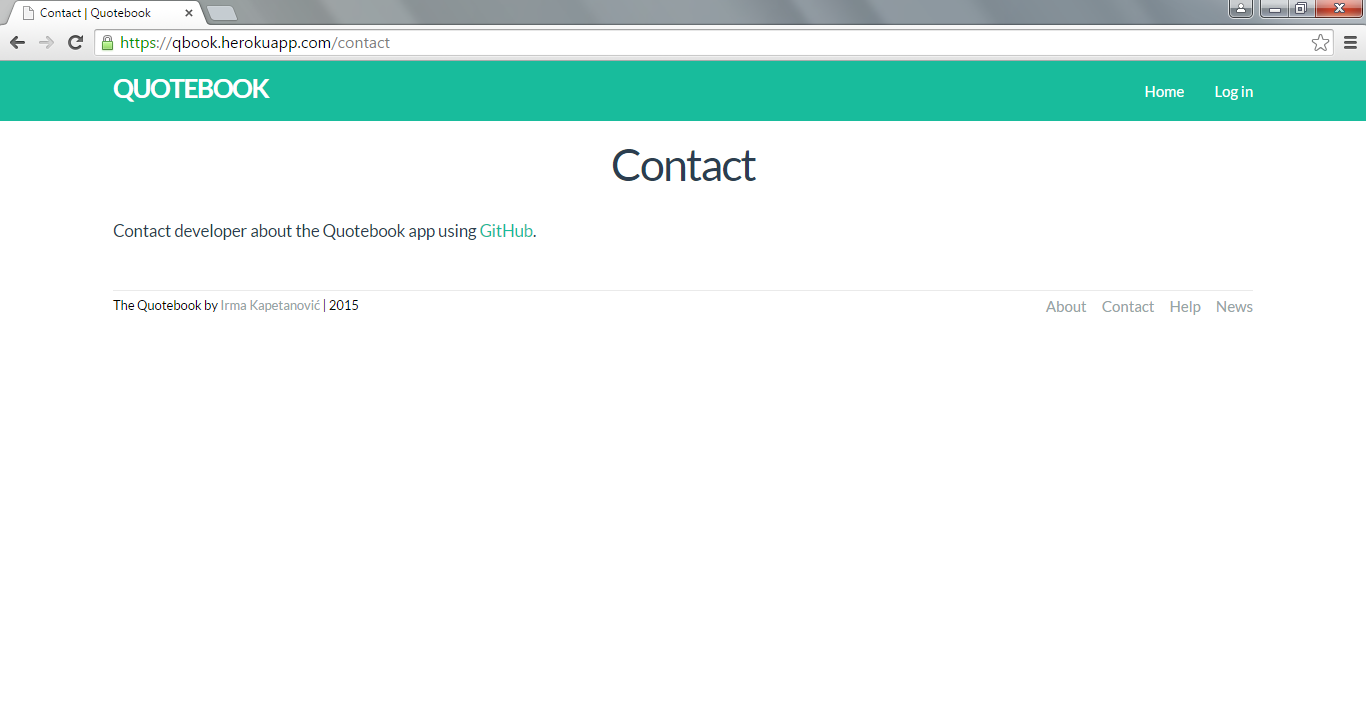 Contact | Quotebook
https://qbook.herokuapp.com/contact
QUOTEBOOK
Home
Log in
Contact
Contact developer about the Quotebook app using GitHub.
The Quotebook by Irma Kapetanović | 2015
About
Contact
Help
News